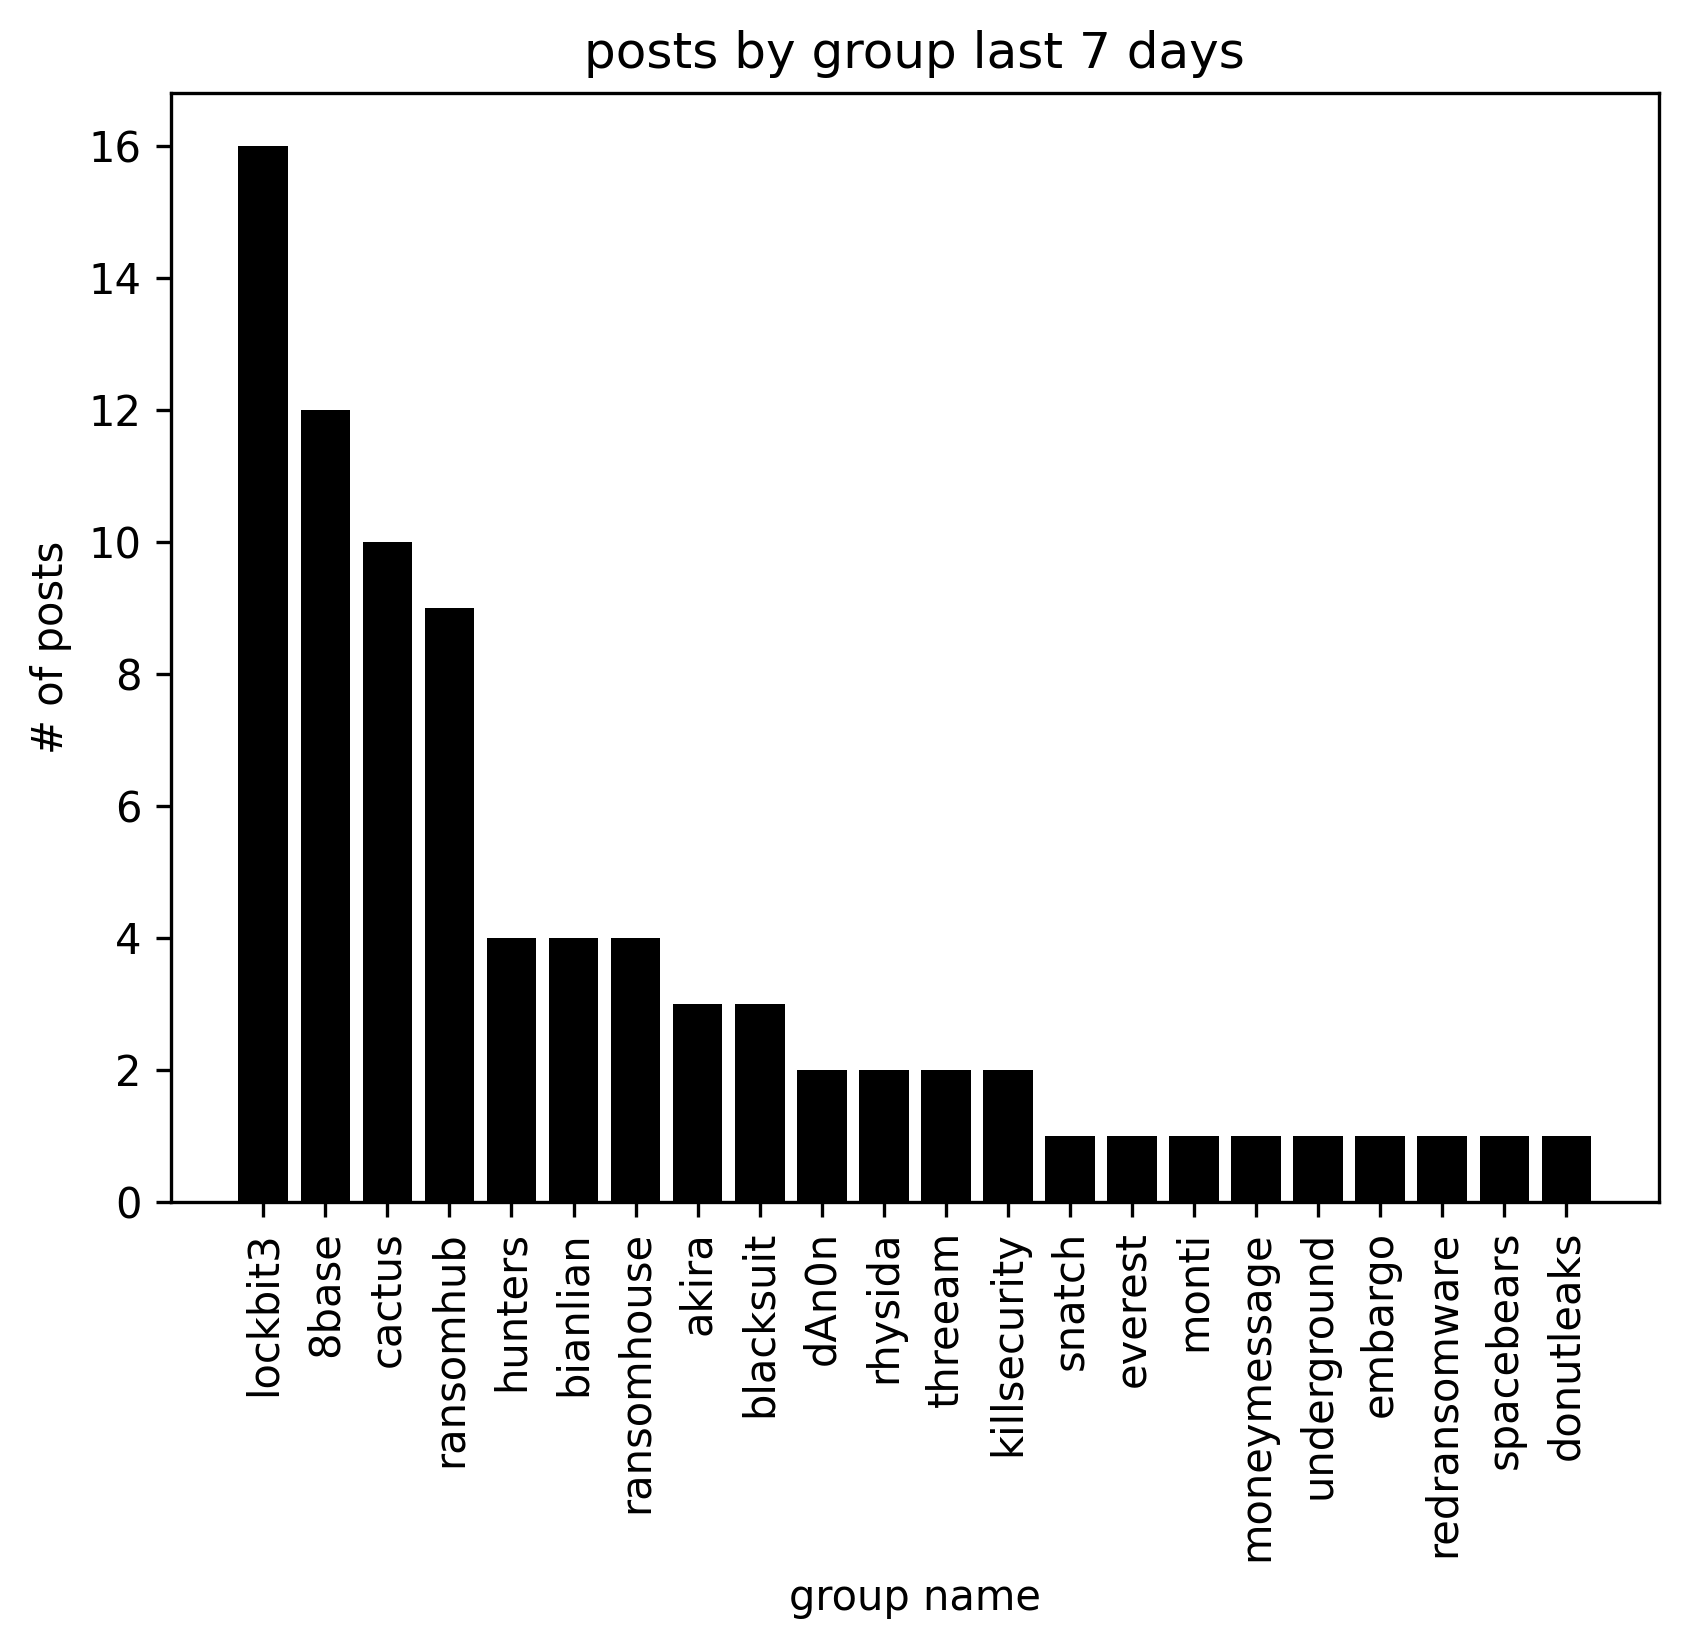 posts by group last 7 days
# of posts
16
14
12
10
8
6
4
2
0
lockbit3
8base
cactus
ransomhub
hunters
bianlian
ransomhouse
akira
blacksuit
dAn0n
rhysida
threeam
killsecurity
snatch
everest
monti
moneymessage
underground
embargo
redransomware
spacebears
donutleaks
group name